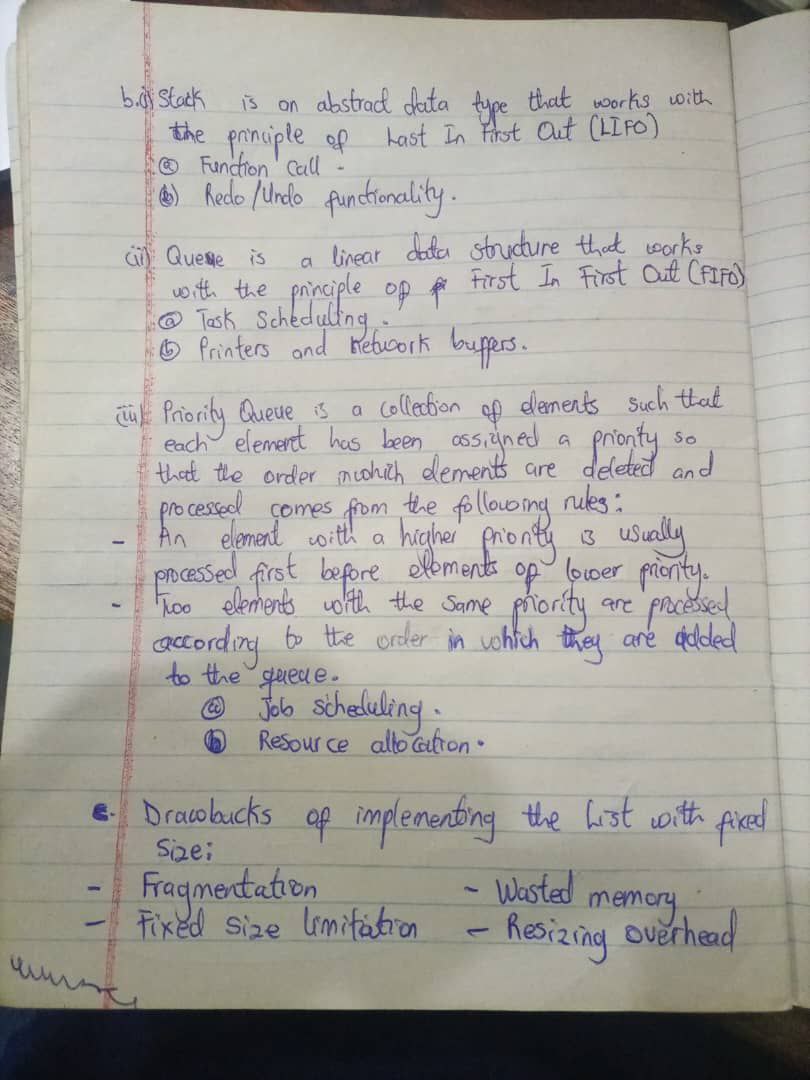 b.(i) Stack is an abstract data type that works with
the principle of Last In First Out (LIFO)
(a) Function Call.
(b) Redo/Undo functionality.
(ii) Queue is a linear data structure that works
with the principle of First In First Out (FIFO)
(a) Task Scheduling.
(b) Printers and Network buffers.
(iii) Priority Queue is a collection of elements such that
each element has been assigned a priority so
that the order inwhich elements are deleted and
processed comes from the following rules:
- An element with a higher priority is usually
processed first before elements of lower priority.
- Two elements with the same priority are processed
according to the order in which they are added
to the queue.
(a) Job scheduling.
(b) Resource allocation.
c. Drawbacks of implementing the List with fixed
size:
- Fragmentation - Wasted memory
- Fixed size limitation - Resizing overhead